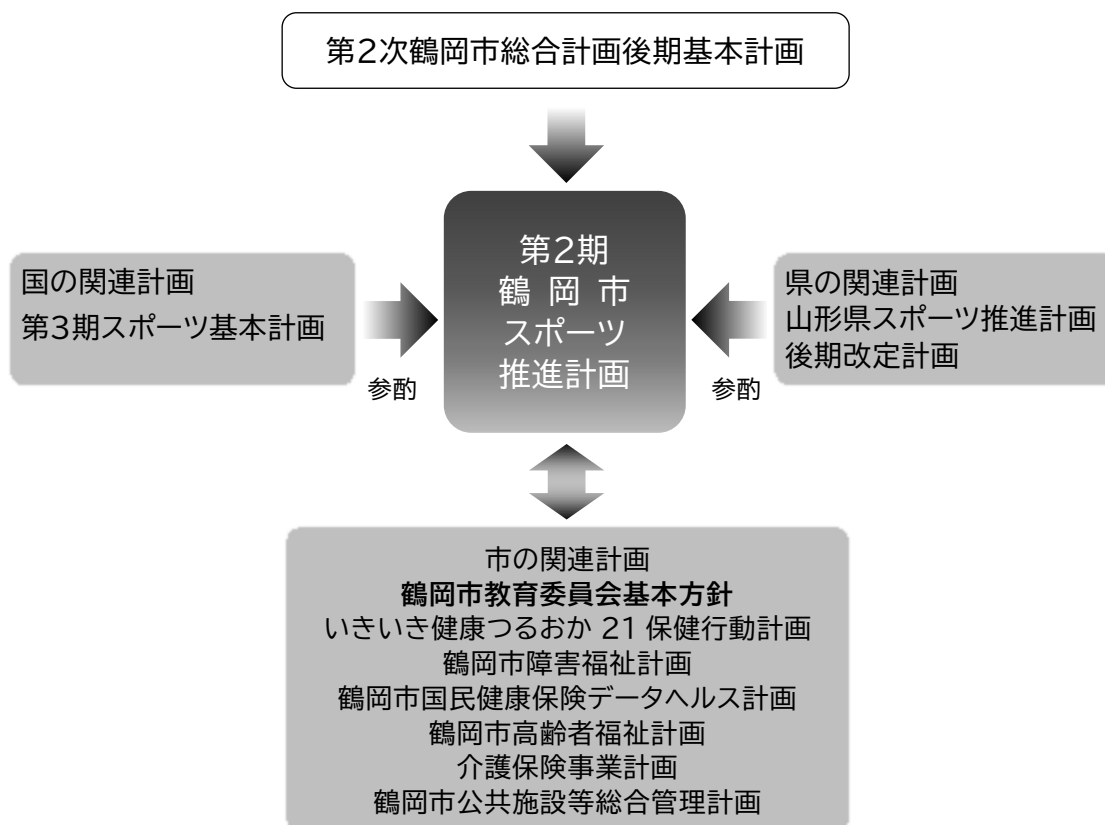 第2次鶴岡市総合計画後期基本計画
国の関連計画
第3期スポーツ基本計画
参酌
第2期
鶴 岡 市
スポーツ
推進計画
県の関連計画
山形県スポーツ推進計画
後期改定計画
参酌
市の関連計画
鶴岡市教育委員会基本方針
いきいき健康つるおか 21 保健行動計画
鶴岡市障害福祉計画
鶴岡市国民健康保険データヘルス計画
鶴岡市高齢者福祉計画
介護保険事業計画
鶴岡市公共施設等総合管理計画